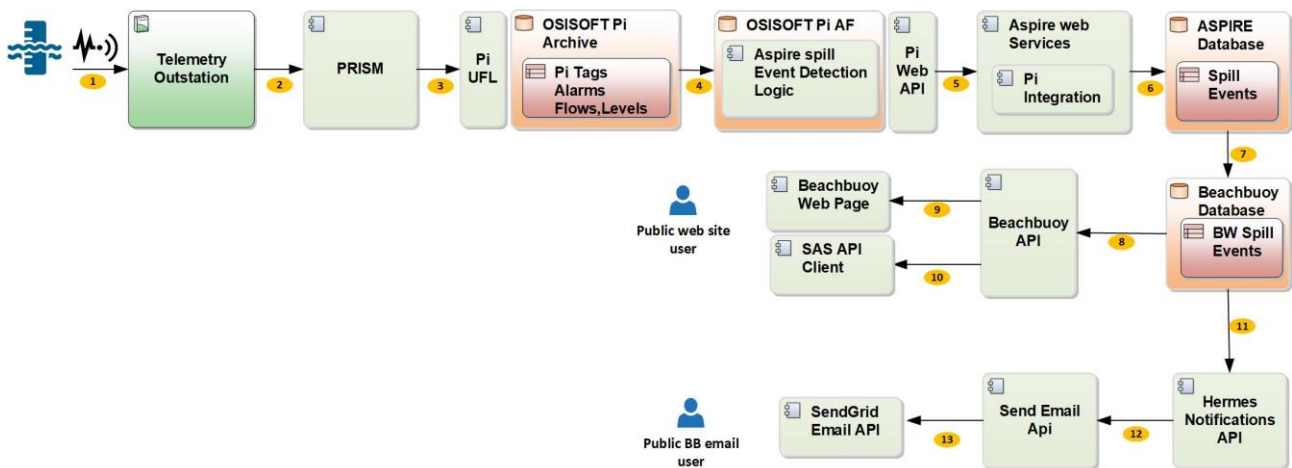 1
Telemetry
Outstation
2
PRISM
3
Pi
UFL
OSISOFT Pi
Archive
Pi Tags
Alarms
Flows,Levels
4
OSISOFT Pi AF
Aspire spill
Event Detection
Logic
Pi
Web
API
5
Aspire web
Services
Pi
Integration
6
ASPIRE
Database
Spill
Events
7
Public web site
user
Beachbuoy
Web Page
9
SAS API
Client
10
Beachbuoy
API
8
Beachbuoy
Database
BW Spill
Events
11
Public BB email
user
SendGrid
Email API
13
Send Email
Api
12
Hermes
Notifications
API